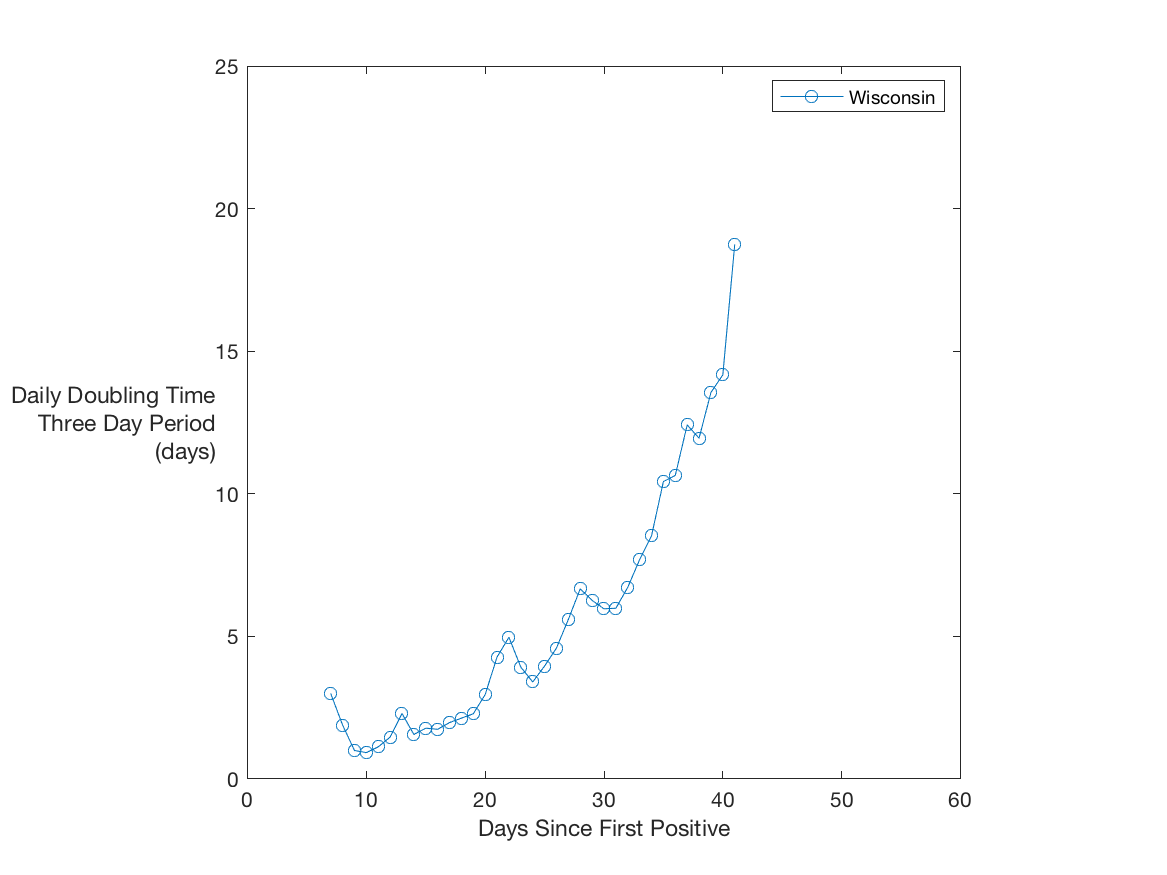 25
Wisconsin
20
15
Daily Doubling Time
Three Day Period
(days)
10
5
0
0 10 20 30 40 50 60
Days Since First Positive